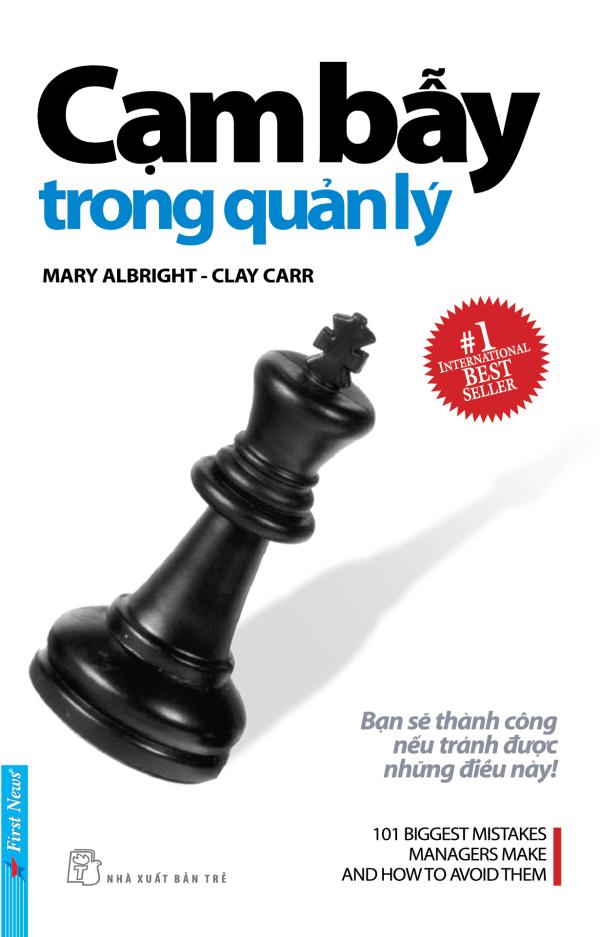 Cạm bẫy
trong quản lý
MARY ALBRIGHT - CLAY CARR
#1
INTERNATIONAL
BEST
SELLER
Bạn sẽ thành công
nếu tránh được
những điều này!
101 BIGGEST MISTAKES
MANAGERS MAKE
AND HOW TO AVOID THEM
First News®
T
NHÀ XUẤT BẢN TRẺ